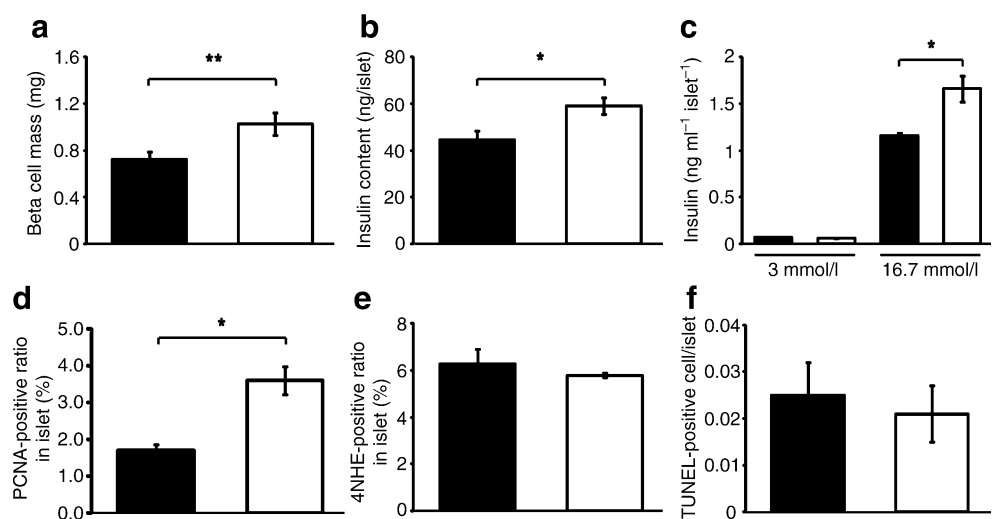 a
**
Beta cell mass (mg)
1.6
1.2
0.8
0.4
0
b
*
Insulin content (ng/islet)
80
60
40
20
0
c
*
Insulin (ng ml⁻¹ islet⁻¹)
2
1.5
1
0.5
0
3 mmol/l
16.7 mmol/l
d
*
PCNA-positive ratio
in islet (%)
5.0
4.0
3.0
2.0
1.0
0.0
e
4NHE-positive ratio
in islet (%)
8
6
4
2
0
f
TUNEL-positive cell/islet
0.04
0.03
0.02
0.01
0